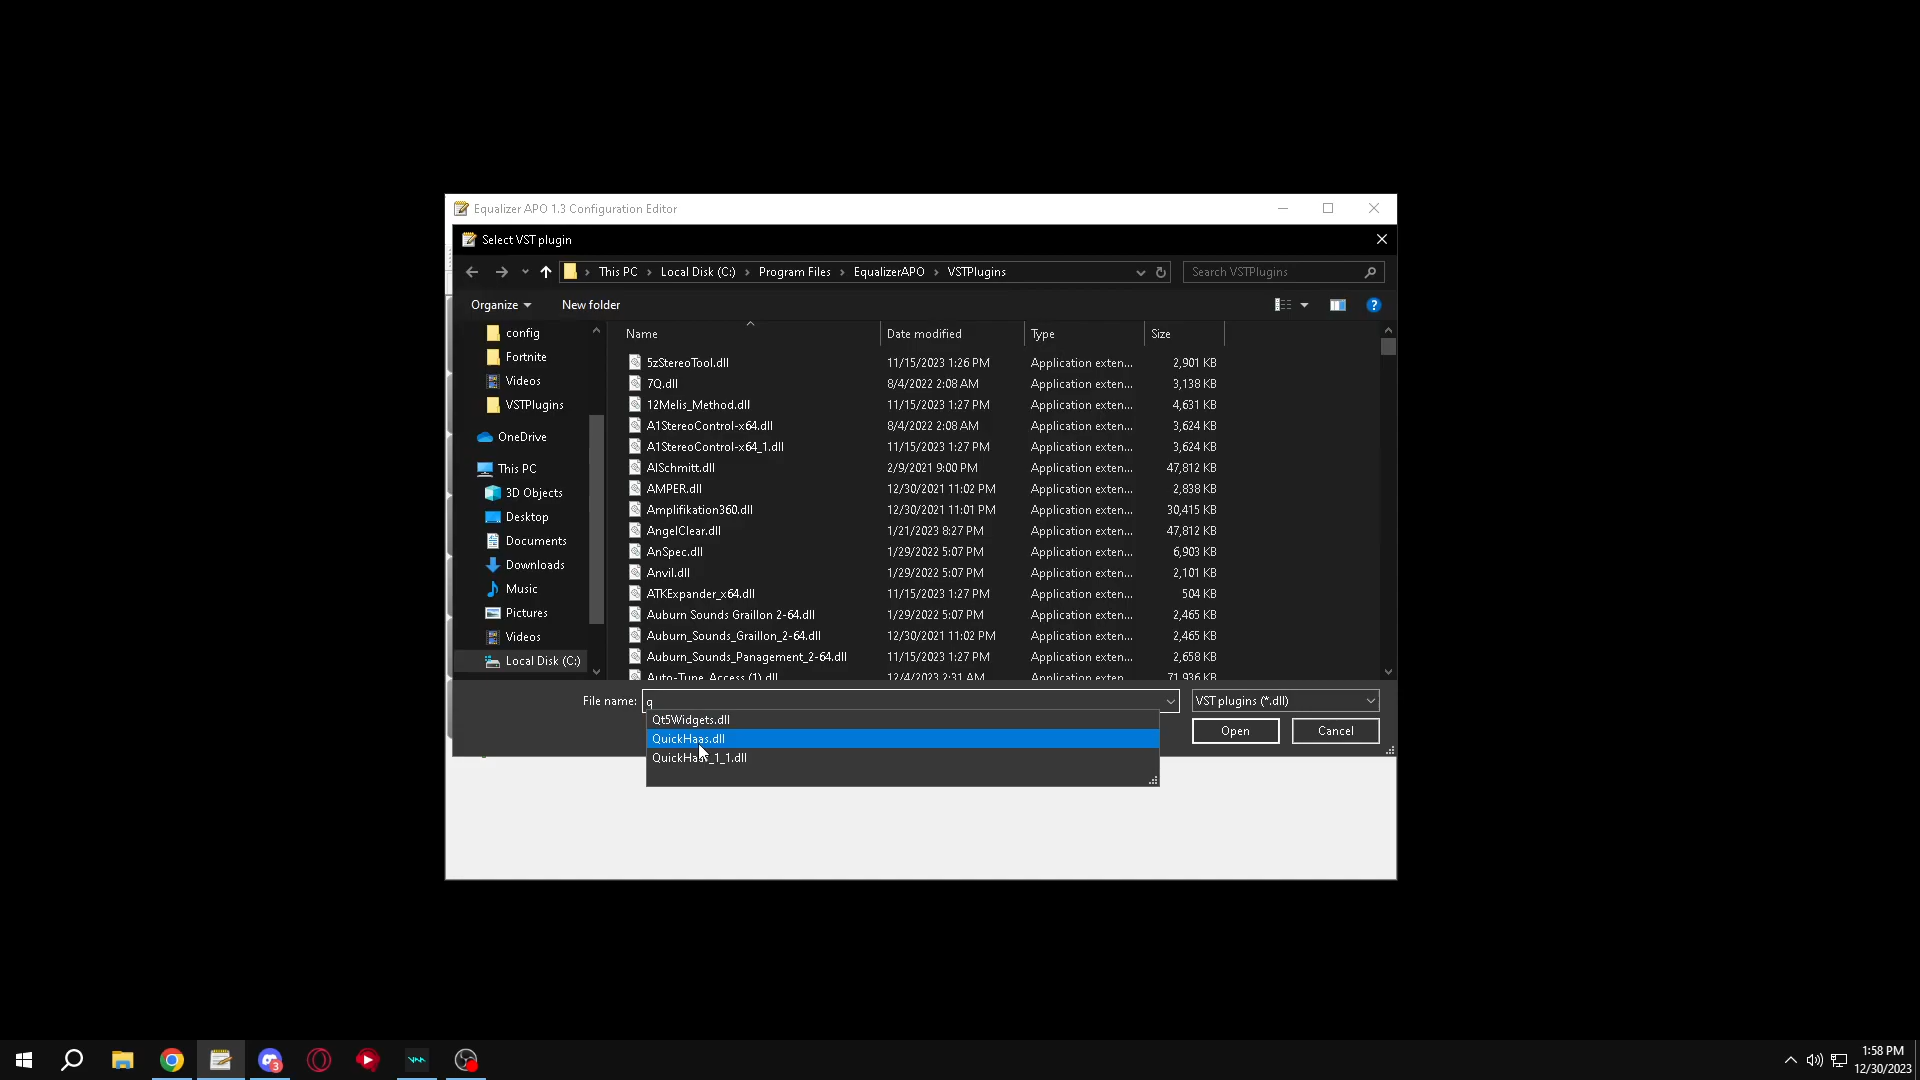 Equalizer APO 1.3 Configuration Editor
Select VST plugin
This PC > Local Disk (C:) > Program Files > EqualizerAPO > VSTPlugins
Search VSTPlugins
Organize
New folder
config
Fortnite
Videos
VSTPlugins
OneDrive
This PC
3D Objects
Desktop
Documents
Downloads
Music
Pictures
Videos
Local Disk (C:)
Name Date modified Type Size
5zStereoTool.dll 11/15/2023 1:26 PM Application exten... 2,901 KB
7Q.dll 8/4/2022 2:08 AM Application exten... 3,138 KB
12Melis_Method.dll 11/15/2023 1:27 PM Application exten... 4,631 KB
A1StereoControl-x64.dll 8/4/2022 2:08 AM Application exten... 3,624 KB
A1StereoControl-x64_1.dll 11/15/2023 1:27 PM Application exten... 3,624 KB
AlSchmitt.dll 2/9/2021 9:00 PM Application exten... 47,812 KB
AMPER.dll 12/30/2021 11:02 PM Application exten... 2,838 KB
Amplifikation360.dll 12/30/2021 11:01 PM Application exten... 30,415 KB
AngelClear.dll 1/21/2023 8:27 PM Application exten... 47,812 KB
AnSpec.dll 1/29/2022 5:07 PM Application exten... 6,903 KB
Anvil.dll 1/29/2022 5:07 PM Application exten... 2,101 KB
ATKExpander_x64.dll 11/15/2023 1:27 PM Application exten... 504 KB
Auburn Sounds Graillon 2-64.dll 1/29/2022 5:07 PM Application exten... 2,465 KB
Auburn_Sounds_Graillon_2-64.dll 12/30/2021 11:02 PM Application exten... 2,465 KB
Auburn_Sounds_Panagement_2-64.dll 11/15/2023 1:27 PM Application exten... 2,658 KB
Auto-Tune Access (1).dll 12/4/2023 2:31 AM Application exten... 71,936 KB
File name: q
VST plugins (*.dll)
Qt5Widgets.dll
QuickHaas.dll
QuickHaas_1_1.dll
Open
Cancel
3
1:58 PM
12/30/2023